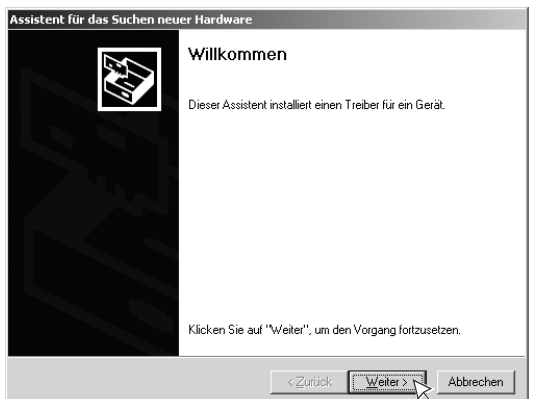 Assistent für das Suchen neuer Hardware
Willkommen
Dieser Assistent installiert einen Treiber für ein Gerät.
Klicken Sie auf "Weiter", um den Vorgang fortzusetzen.
< Zurück Weiter > Abbrechen